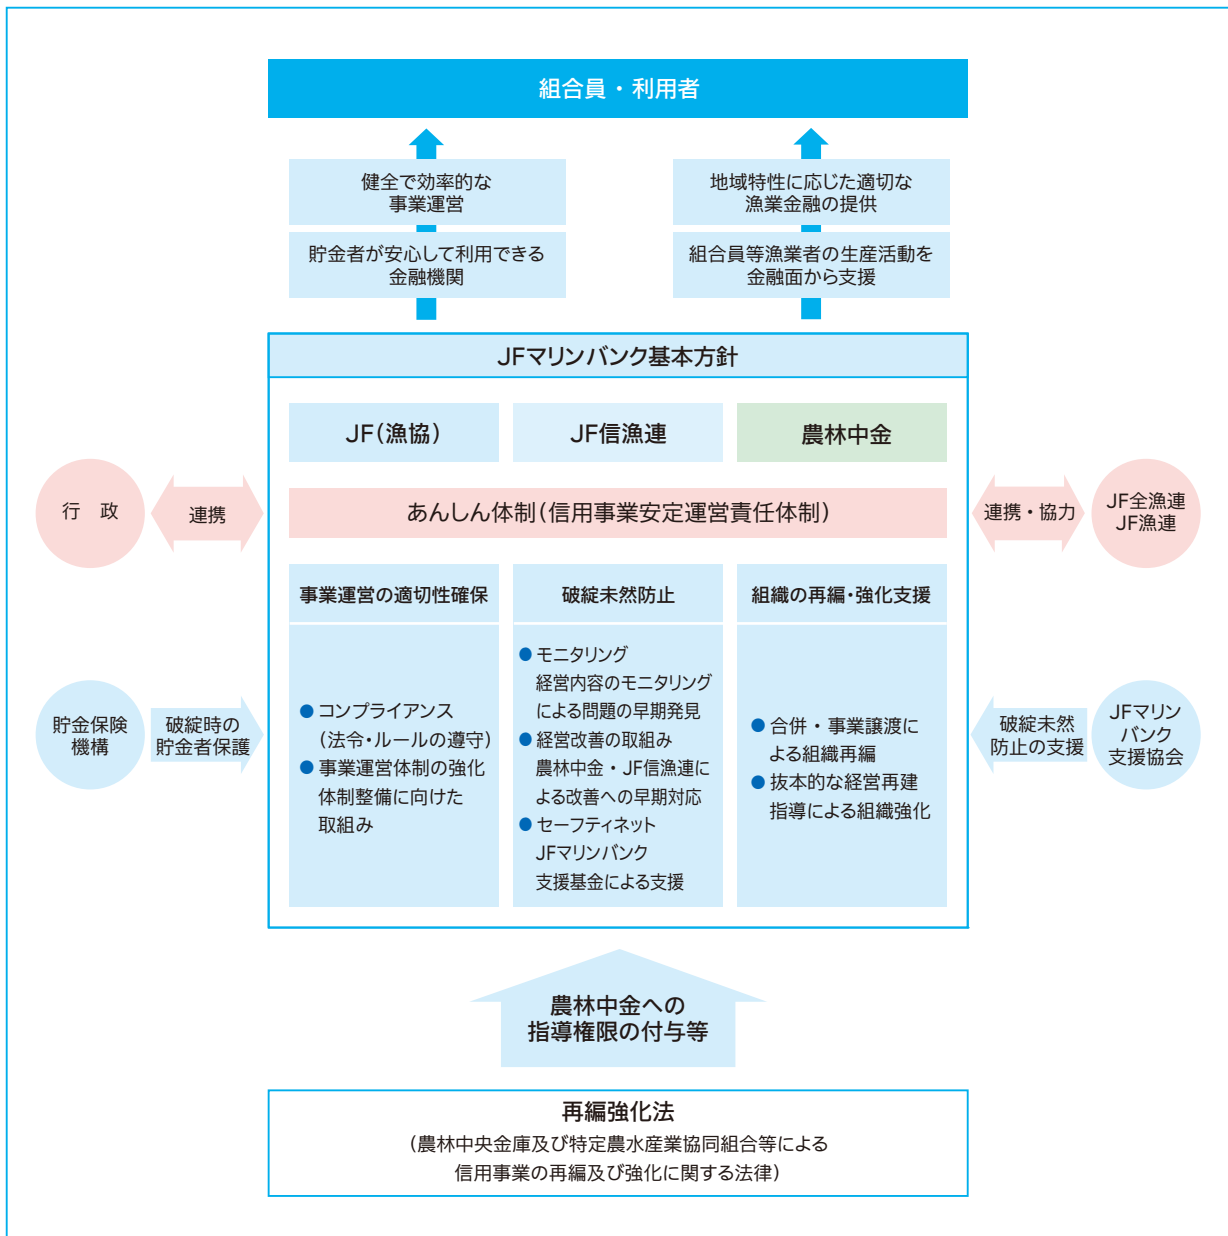 組合員・利用者
健全で効率的な
事業運営
貯金者が安心して利用できる
金融機関
地域特性に応じた適切な
漁業金融の提供
組合員等漁業者の生産活動を
金融面から支援
JFマリンバンク基本方針
JF(漁協)
JF信漁連
農林中金
行　政
連携
あんしん体制(信用事業安定運営責任体制)
連携・協力
JF全漁連
JF漁連
事業運営の適切性確保
● コンプライアンス
(法令・ルールの遵守)
● 事業運営体制の強化
体制整備に向けた
取組み
破綻未然防止
● モニタリング
経営内容のモニタリング
による問題の早期発見
● 経営改善の取組み
農林中金・JF信漁連に
よる改善への早期対応
● セーフティネット
JFマリンバンク
支援基金による支援
組織の再編・強化支援
● 合併・事業譲渡に
よる組織再編
● 抜本的な経営再建
指導による組織強化
貯金保険
機構
破綻時の
貯金者保護
破綻未然
防止の支援
JFマリン
バンク
支援協会
農林中金への
指導権限の付与等
再編強化法
(農林中央金庫及び特定農水産業協同組合等による
信用事業の再編及び強化に関する法律)